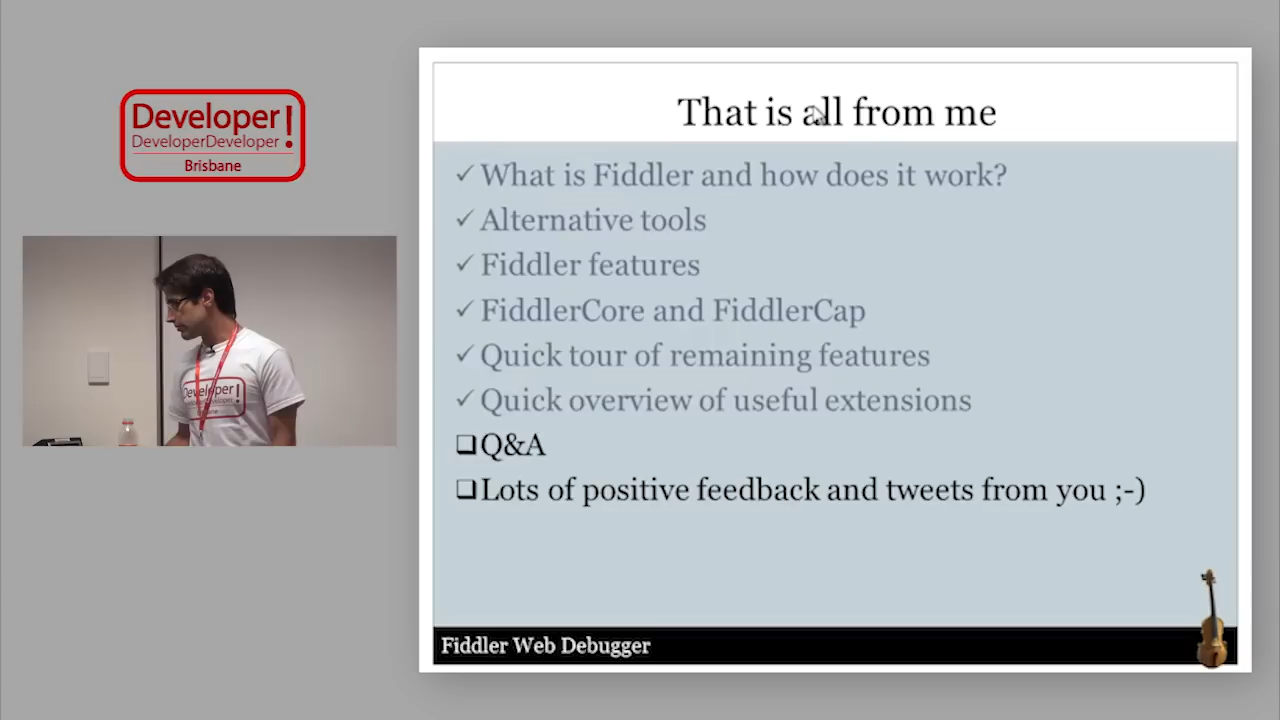 Developer!
DeveloperDeveloper
Brisbane
Developer!
That is all from me
✓ What is Fiddler and how does it work?
✓ Alternative tools
✓ Fiddler features
✓ FiddlerCore and FiddlerCap
✓ Quick tour of remaining features
✓ Quick overview of useful extensions
❑ Q&A
❑ Lots of positive feedback and tweets from you ;-)
Fiddler Web Debugger